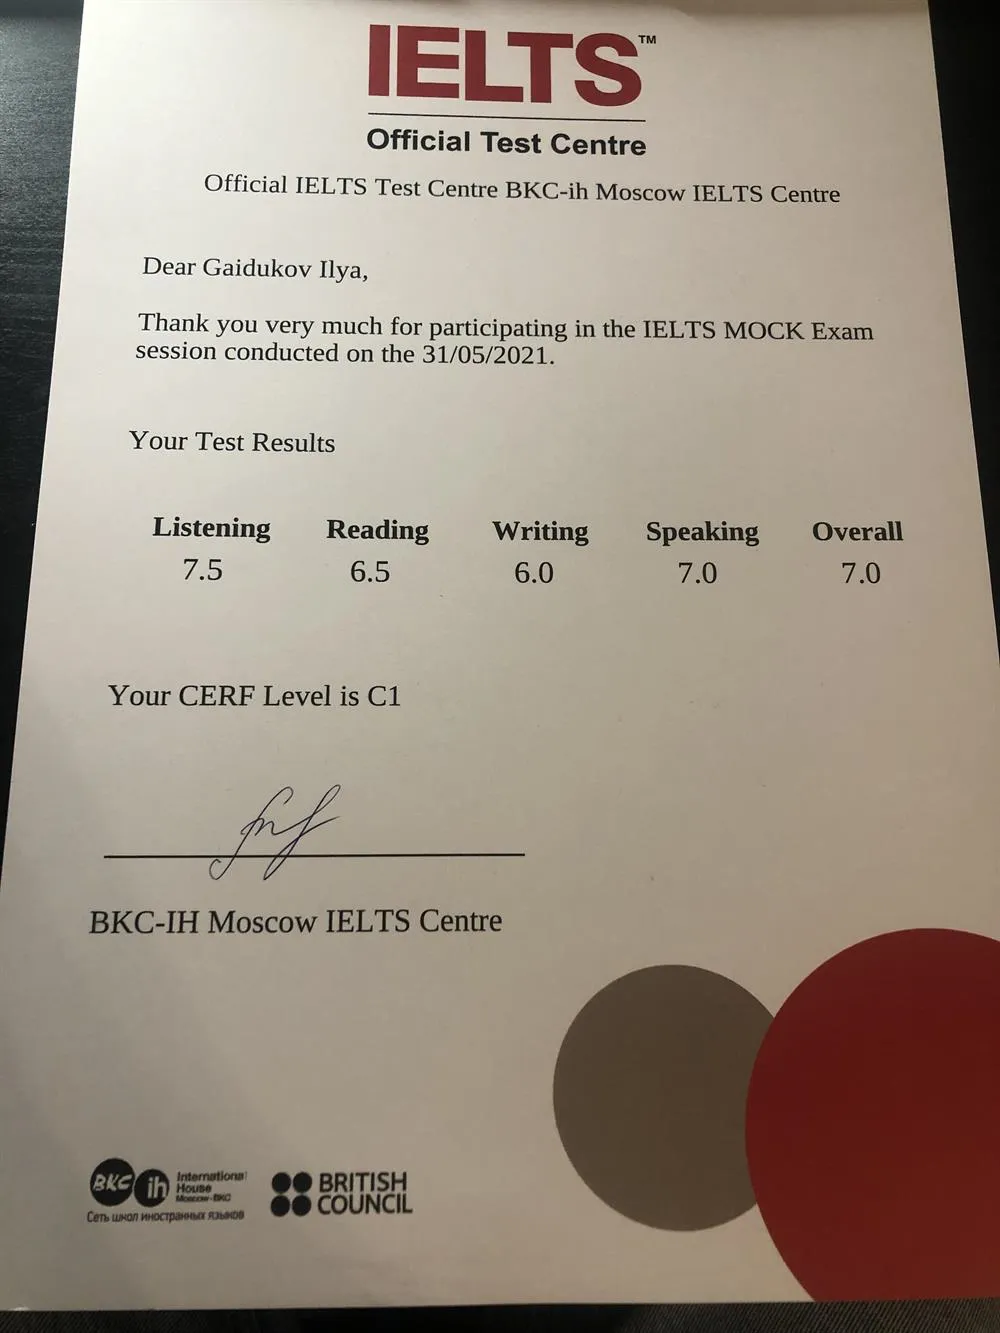 IELTS™
Official Test Centre
Official IELTS Test Centre BKC-ih Moscow IELTS Centre
Dear Gaidukov Ilya,
Thank you very much for participating in the IELTS MOCK Exam
session conducted on the 31/05/2021.
Your Test Results
Listening Reading Writing Speaking Overall
7.5 6.5 6.0 7.0 7.0
Your CERF Level is C1
BKC-IH Moscow IELTS Centre
BKC ih International
House
Moscow-BKC
Сеть школ иностранных языков
BRITISH
COUNCIL